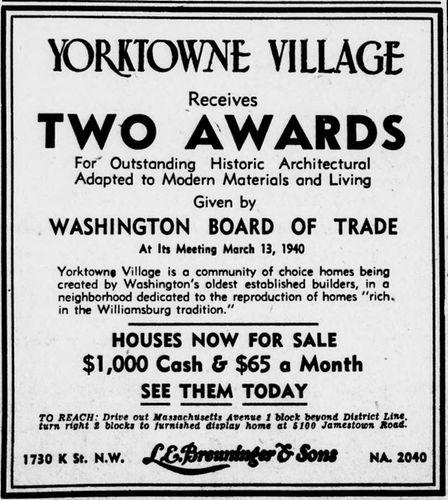 YORKTOWNE VILLAGE
Receives
TWO AWARDS
For Outstanding Historic Architectural
Adapted to Modern Materials and Living
Given by
WASHINGTON BOARD OF TRADE
At Its Meeting March 13, 1940
Yorktowne Village is a community of choice homes being
created by Washington's oldest established builders, in a
neighborhood dedicated to the reproduction of homes "rich
in the Williamsburg tradition."
HOUSES NOW FOR SALE
$1,000 Cash & $65 a Month
SEE THEM TODAY
TO REACH: Drive out Massachusetts Avenue 1 block beyond District Line,
turn right 2 blocks to furnished display home at 5100 Jamestown Road.
1730 K St. N.W. L.E. Breuninger & Sons NA. 2040